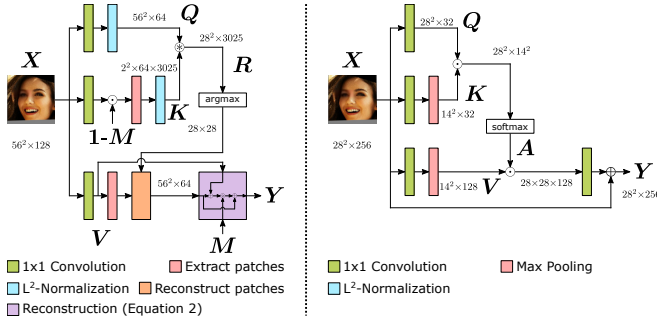 Q
56²×64
28²×3025
X
R
2²×64×3025
K
argmax
1-M
56²×128
28×28
56²×64
Y
V
M
1x1 Convolution
Extract patches
L²-Normalization
Reconstruct patches
Reconstruction (Equation 2)
Q
28²×32
28²×14²
X
K
14²×32
softmax
28²×256
A
14²×128
V
28×28×128
Y
28²×256
1x1 Convolution
Max Pooling
L²-Normalization